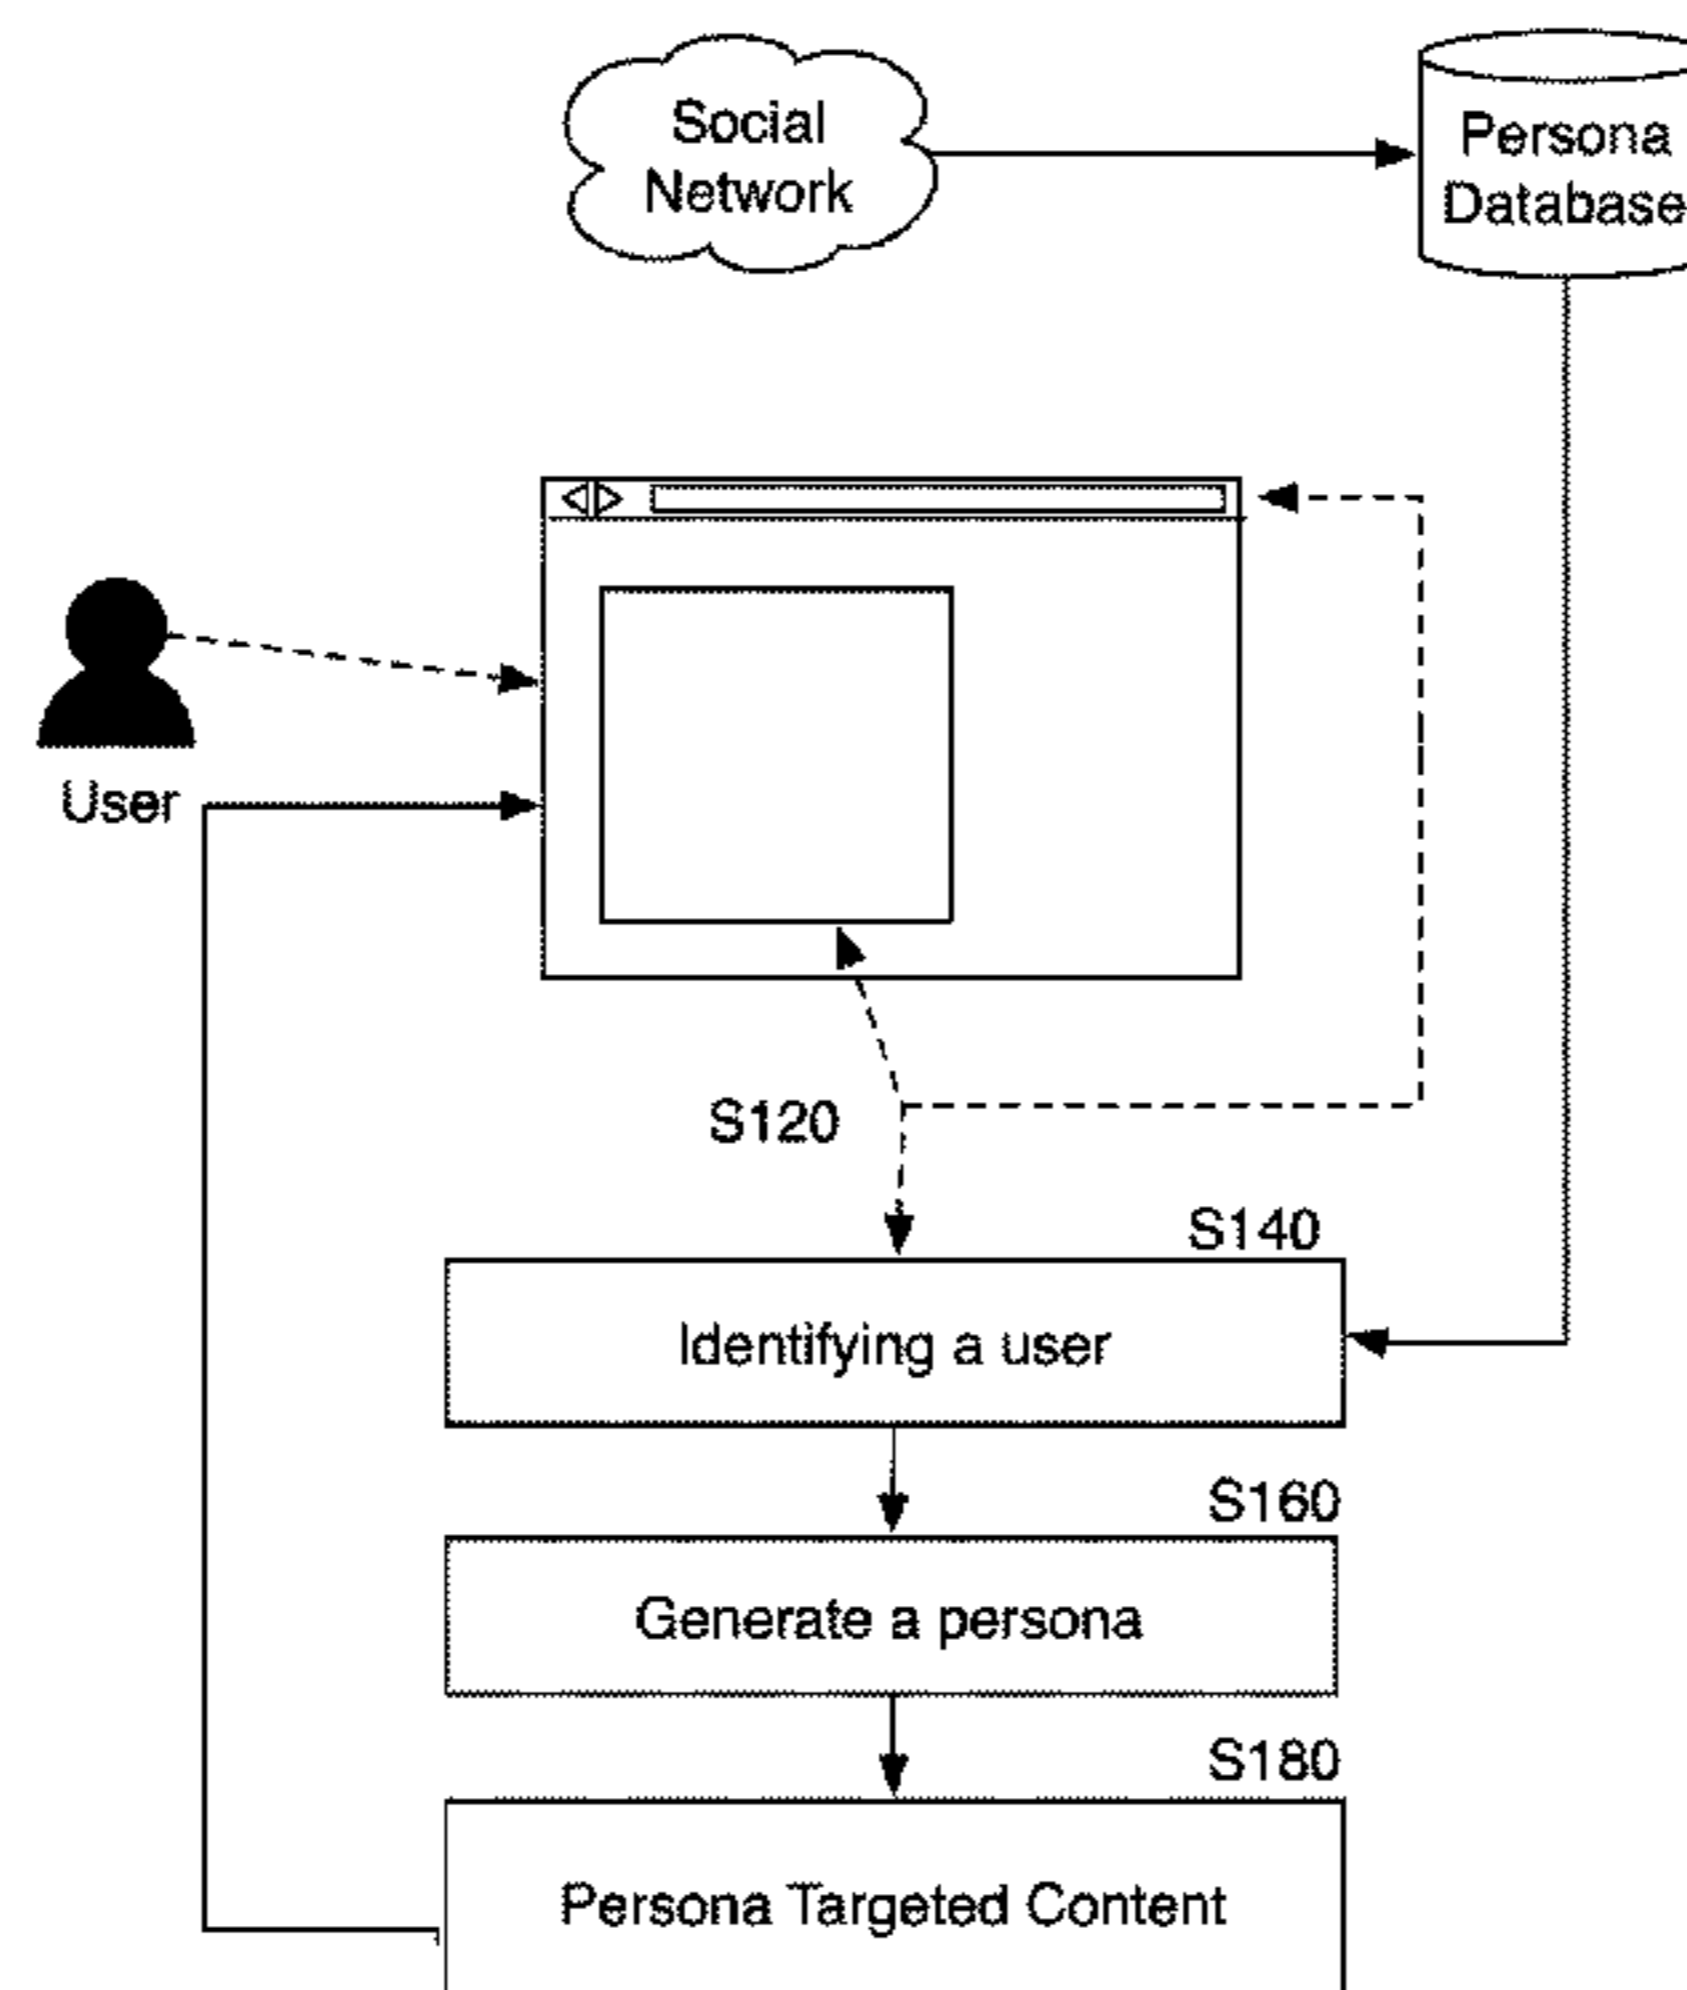 Social
Network
Persona
Database
User
S120
S140
Identifying a user
S160
Generate a persona
S180
Persona Targeted Content